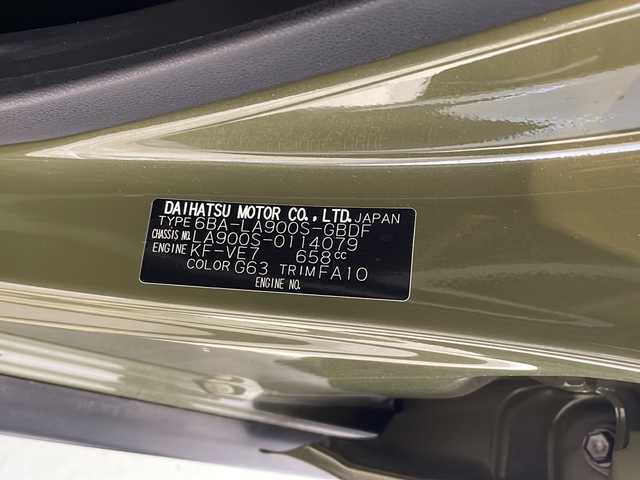 DAIHATSU MOTOR CO., LTD. JAPAN
TYPE 6BA-LA900S-GBDF
CHASSIS NO. LA900S-0114079
ENGINE KF-VE7 658cc
COLOR G63 TRIM FA10
ENGINE NO.